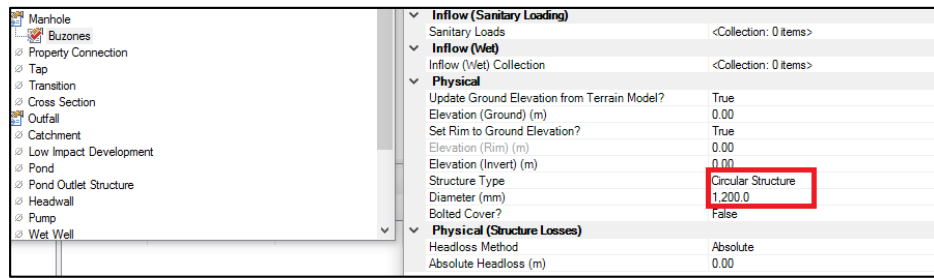 Manhole
Buzones
Property Connection
Tap
Transition
Cross Section
Outfall
Catchment
Low Impact Development
Pond
Pond Outlet Structure
Headwall
Pump
Wet Well
Inflow (Sanitary Loading)
Sanitary Loads <Collection: 0 items>
Inflow (Wet)
Inflow (Wet) Collection <Collection: 0 items>
Physical
Update Ground Elevation from Terrain Model? True
Elevation (Ground) (m) 0.00
Set Rim to Ground Elevation? True
Elevation (Rim) (m) 0.00
Elevation (Invert) (m) 0.00
Structure Type Circular Structure
Diameter (mm) 1,200.0
Bolted Cover? False
Physical (Structure Losses)
Headloss Method Absolute
Absolute Headloss (m) 0.00